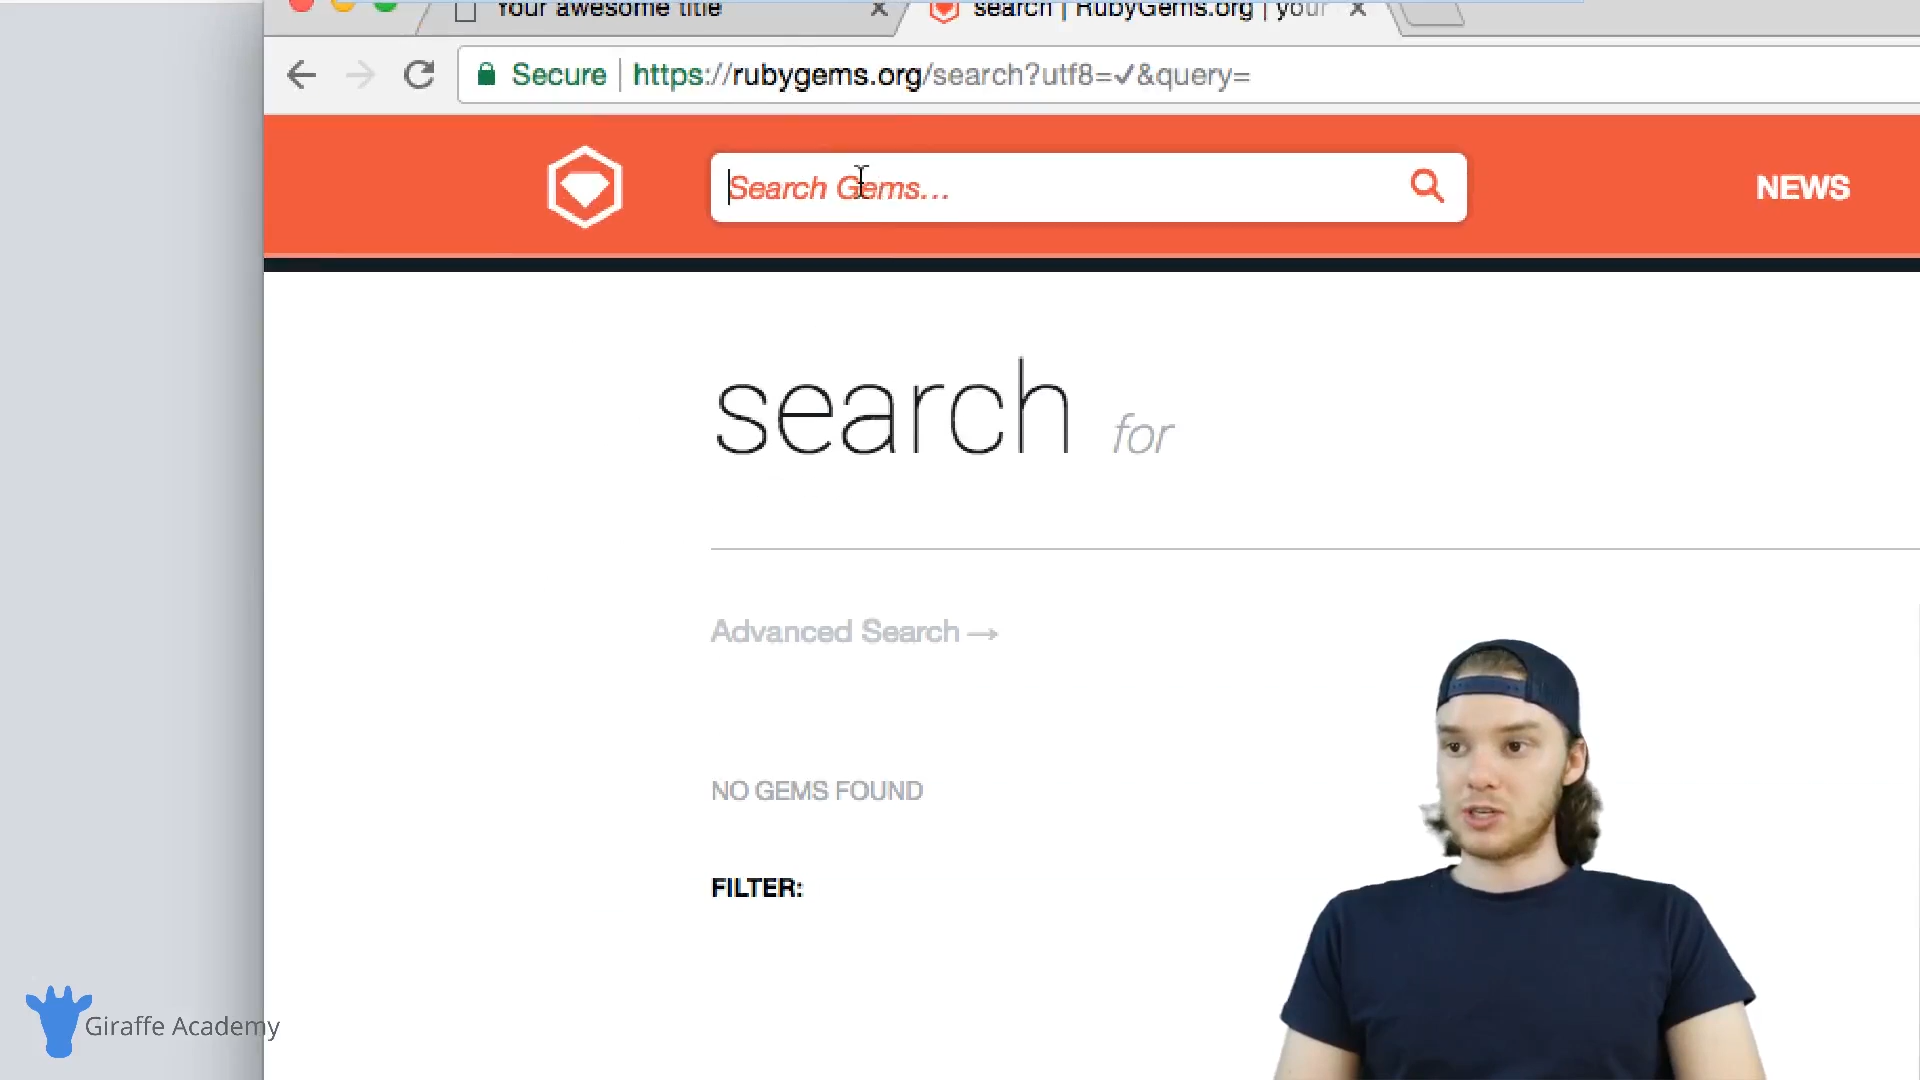 Your awesome title
search | RubyGems.org | your
Secure | https://rubygems.org/search?utf8=✓&query=
Search Gems...
NEWS
search for
Advanced Search →
NO GEMS FOUND
FILTER:
Giraffe Academy